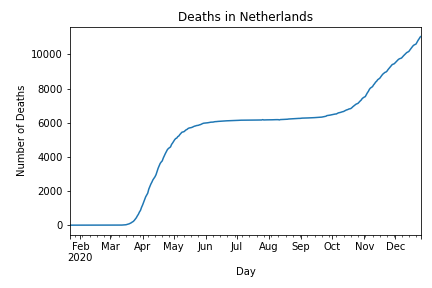 Deaths in Netherlands
Number of Deaths
10000
8000
6000
4000
2000
0
Feb Mar Apr May Jun Jul Aug Sep Oct Nov Dec
2020
Day